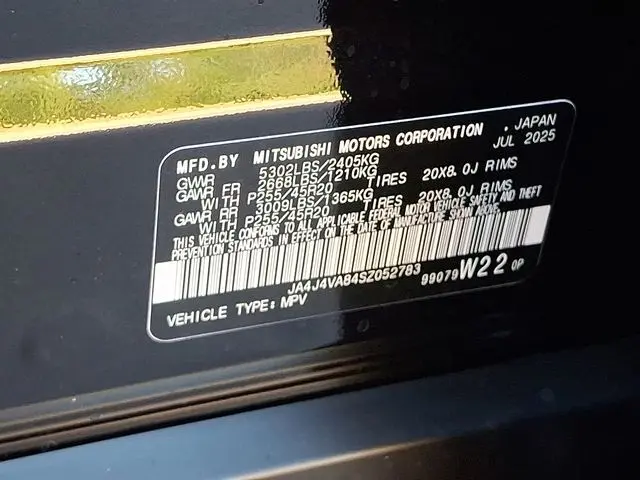 MFD.BY MITSUBISHI MOTORS CORPORATION , JAPAN
JUL 2025
GWVR 5302LBS/2405KG
GAWR FR 2668LBS/1210KG TIRES 20X8.0J RIMS
WITH P255/45R20
GAWR RR 3009LBS/1365KG TIRES 20X8.0J RIMS
WITH P255/45R20
THIS VEHICLE CONFORMS TO ALL APPLICABLE FEDERAL MOTOR VEHICLE SAFETY AND THEFT
PREVENTION STANDARDS IN EFFECT ON THE DATE OF MANUFACTURE SHOWN ABOVE.
JA4J4VA84SZ052783 99079 W22 0P
VEHICLE TYPE: MPV